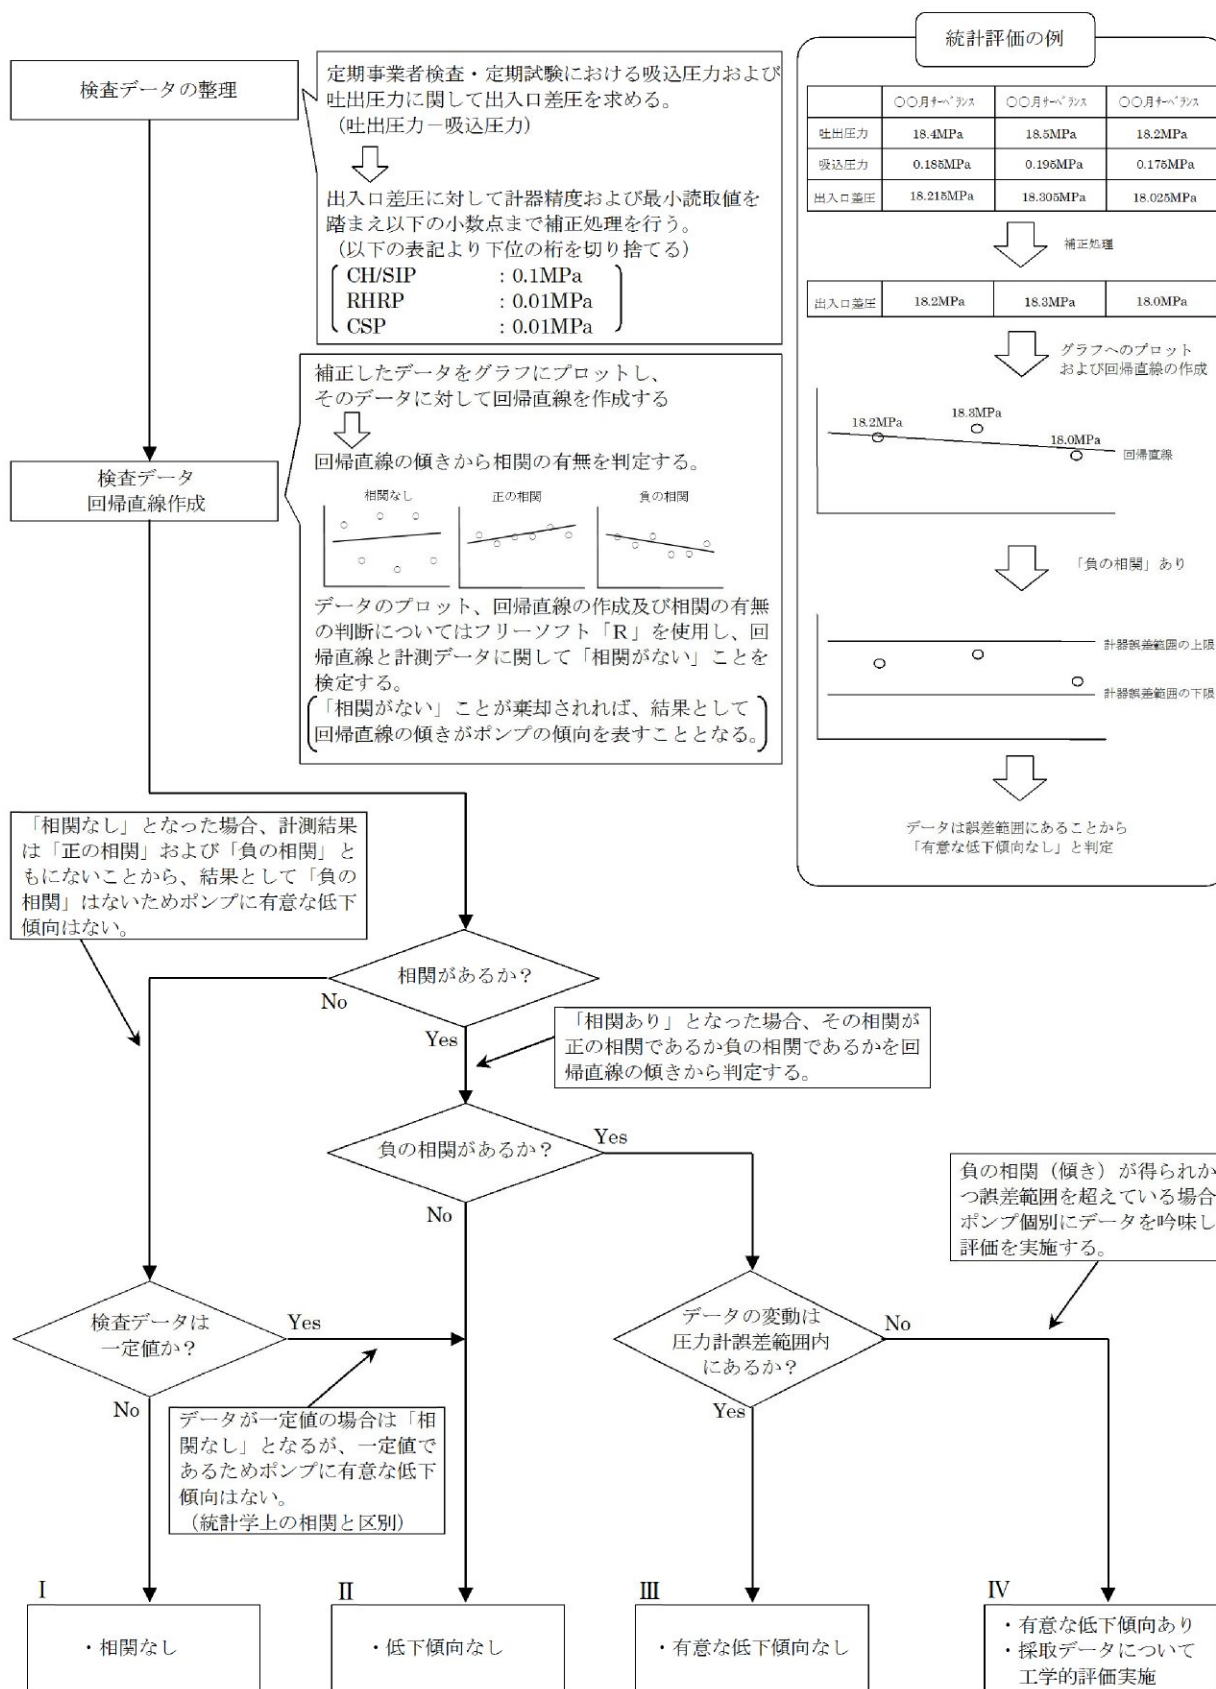 検査データの整理
定期事業者検査・定期試験における吸込圧力および
吐出圧力に関して出入口差圧を求める。
（吐出圧力－吸込圧力）
出入口差圧に対して計器精度および最小読取値を
踏まえ以下の小数点まで補正処理を行う。
（以下の表記より下位の桁を切り捨てる）
CH/SIP : 0.1MPa
RHRP : 0.01MPa
CSP : 0.01MPa
検査データ
回帰直線作成
補正したデータをグラフにプロットし、
そのデータに対して回帰直線を作成する
回帰直線の傾きから相関の有無を判定する。
相関なし 正の相関 負の相関
データのプロット、回帰直線の作成及び相関の有無
の判断についてはフリーソフト「R」を使用し、回
帰直線と計測データに関して「相関がない」ことを
検定する。
「相関がない」ことが棄却されれば、結果として
回帰直線の傾きがポンプの傾向を表すこととなる。
統計評価の例
○○月ｻｰﾍﾞﾗﾝｽ ○○月ｻｰﾍﾞﾗﾝｽ ○○月ｻｰﾍﾞﾗﾝｽ
吐出圧力 18.4MPa 18.5MPa 18.2MPa
吸込圧力 0.185MPa 0.195MPa 0.175MPa
出入口差圧 18.215MPa 18.305MPa 18.025MPa
補正処理
出入口差圧 18.2MPa 18.3MPa 18.0MPa
グラフへのプロット
および回帰直線の作成
18.2MPa
18.3MPa
18.0MPa
回帰直線
「負の相関」あり
計器誤差範囲の上限
計器誤差範囲の下限
データは誤差範囲にあることから
「有意な低下傾向なし」と判定
「相関なし」となった場合、計測結果
は「正の相関」および「負の相関」と
もにないことから、結果として「負の
相関」はないためポンプに有意な低下
傾向はない。
相関があるか？
No
Yes
「相関あり」となった場合、その相関が
正の相関であるか負の相関であるかを回
帰直線の傾きから判定する。
負の相関があるか？
Yes
No
負の相関（傾き）が得られか
つ誤差範囲を超えている場合
ポンプ個別にデータを吟味し
評価を実施する。
検査データは
一定値か？
Yes
No
データの変動は
圧力計誤差範囲内
にあるか？
No
Yes
データが一定値の場合は「相
関なし」となるが、一定値で
あるためポンプに有意な低下
傾向はない。
（統計学上の相関と区別）
Ⅰ
・相関なし
Ⅱ
・低下傾向なし
Ⅲ
・有意な低下傾向なし
Ⅳ
・有意な低下傾向あり
・採取データについて
工学的評価実施